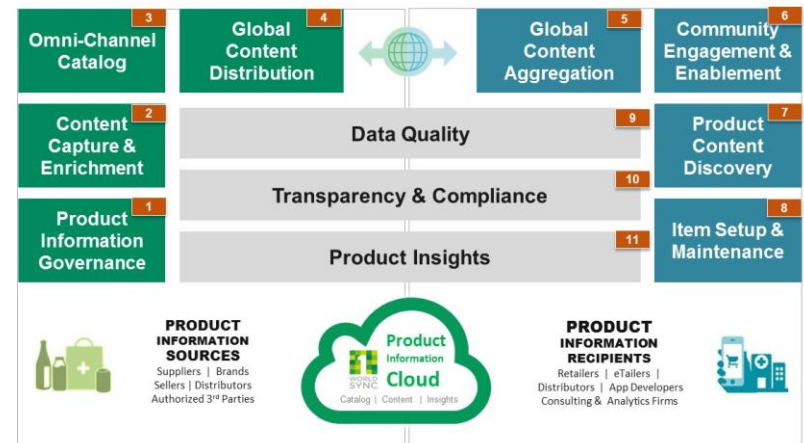 3
Omni-Channel
Catalog
4
Global
Content
Distribution
5
Global
Content
Aggregation
6
Community
Engagement &
Enablement
2
Content
Capture &
Enrichment
9
Data Quality
7
Product
Content
Discovery
10
Transparency & Compliance
1
Product
Information
Governance
11
Product Insights
8
Item Setup &
Maintenance
PRODUCT
INFORMATION
SOURCES
Suppliers | Brands
Sellers | Distributors
Authorized 3rd Parties
1
WORLD
SYNC
Product
Information
Cloud
Catalog | Content | Insights
PRODUCT
INFORMATION
RECIPIENTS
Retailers | eTailers |
Distributors | App Developers
Consulting & Analytics Firms